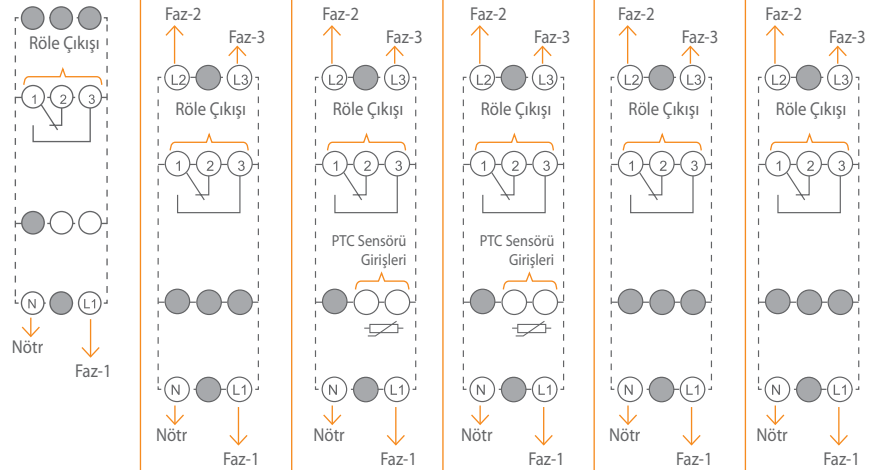 Röle Çıkışı
1 2 3
N L1
Nötr
Faz-1
Faz-2
Faz-3
L2 L3
Röle Çıkışı
1 2 3
N L1
Nötr
Faz-1
Faz-2
Faz-3
L2 L3
Röle Çıkışı
1 2 3
PTC Sensörü
Girişleri
N L1
Nötr
Faz-1
Faz-2
Faz-3
L2 L3
Röle Çıkışı
1 2 3
PTC Sensörü
Girişleri
N L1
Nötr
Faz-1
Faz-2
Faz-3
L2 L3
Röle Çıkışı
1 2 3
N L1
Nötr
Faz-1
Faz-2
Faz-3
L2 L3
Röle Çıkışı
1 2 3
N L1
Nötr
Faz-1